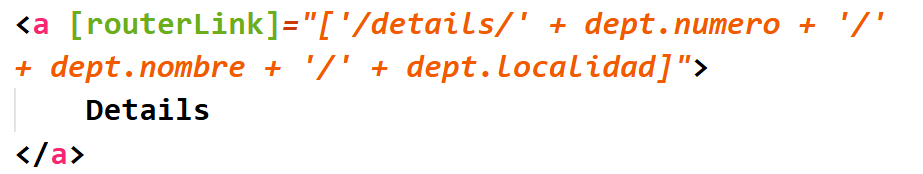 <a [routerLink]="['/details/' + dept.numero + '/'
+ dept.nombre + '/' + dept.localidad]">
    Details
</a>